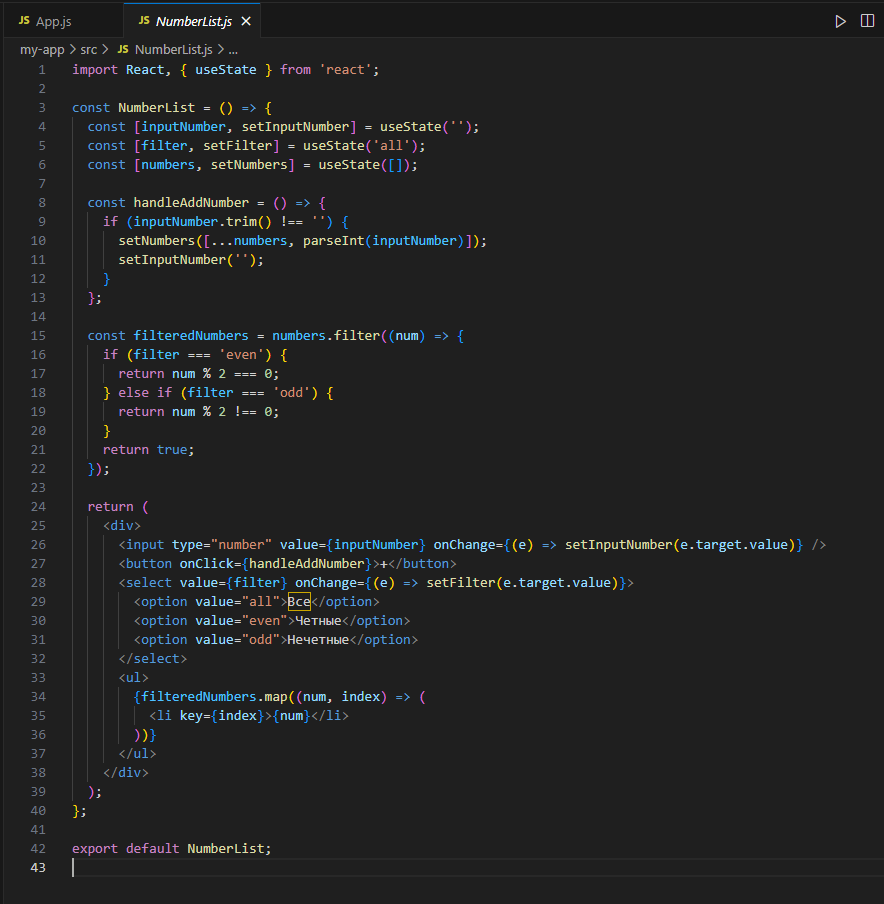 JS App.js JS NumberList.js ×
my-app > src > JS NumberList.js > ...
1 import React, { useState } from 'react';
2
3 const NumberList = () => {
4 const [inputNumber, setInputNumber] = useState('');
5 const [filter, setFilter] = useState('all');
6 const [numbers, setNumbers] = useState([]);
7
8 const handleAddNumber = () => {
9 if (inputNumber.trim() !== '') {
10 setNumbers([...numbers, parseInt(inputNumber)]);
11 setInputNumber('');
12 }
13 };
14
15 const filteredNumbers = numbers.filter((num) => {
16 if (filter === 'even') {
17 return num % 2 === 0;
18 } else if (filter === 'odd') {
19 return num % 2 !== 0;
20 }
21 return true;
22 });
23
24 return (
25 <div>
26 <input type="number" value={inputNumber} onChange={(e) => setInputNumber(e.target.value)} />
27 <button onClick={handleAddNumber}>+</button>
28 <select value={filter} onChange={(e) => setFilter(e.target.value)}>
29 <option value="all">Все</option>
30 <option value="even">Четные</option>
31 <option value="odd">Нечетные</option>
32 </select>
33 <ul>
34 {filteredNumbers.map((num, index) => (
35 <li key={index}>{num}</li>
36 ))}
37 </ul>
38 </div>
39 );
40 };
41
42 export default NumberList;
43